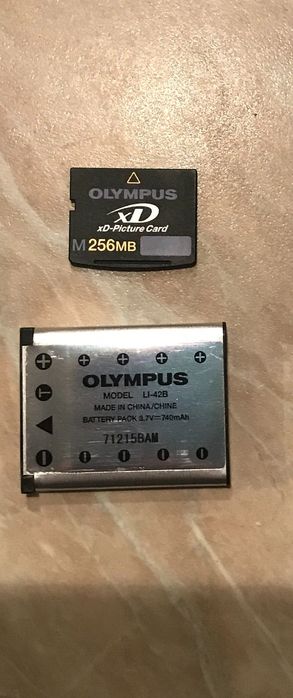 OLYMPUS
xD
xD-Picture Card
M 256MB
OLYMPUS
MODEL LI-42B
MADE IN CHINA/CHINE
BATTERY PACK 3.7V⎓740mAh
71215BAM